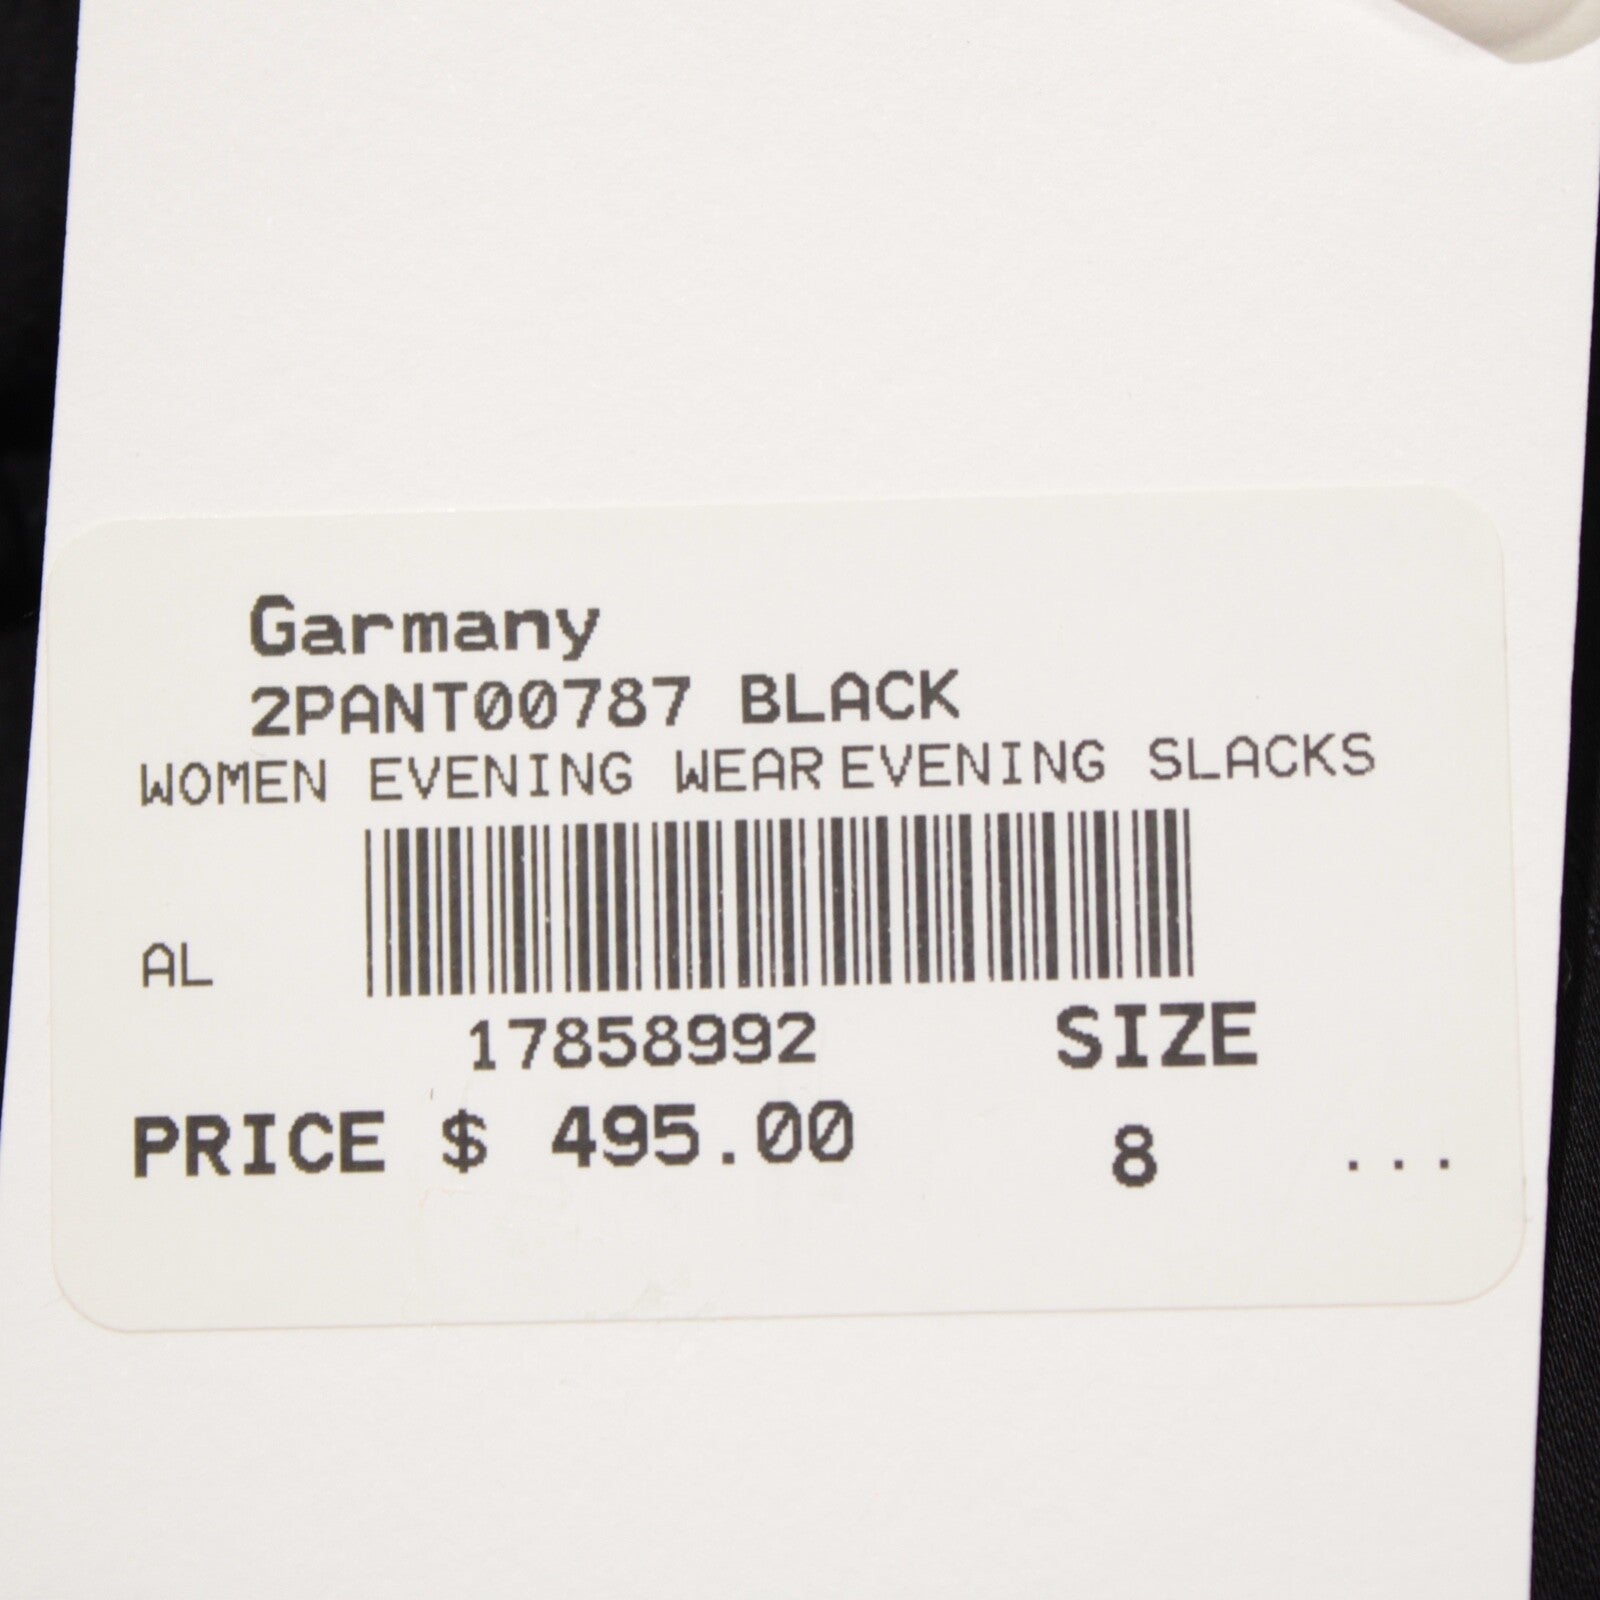 Garmany
2PANT00787 BLACK
WOMEN EVENING WEAR EVENING SLACKS
AL
17858992 SIZE
PRICE $ 495.00 8 ...